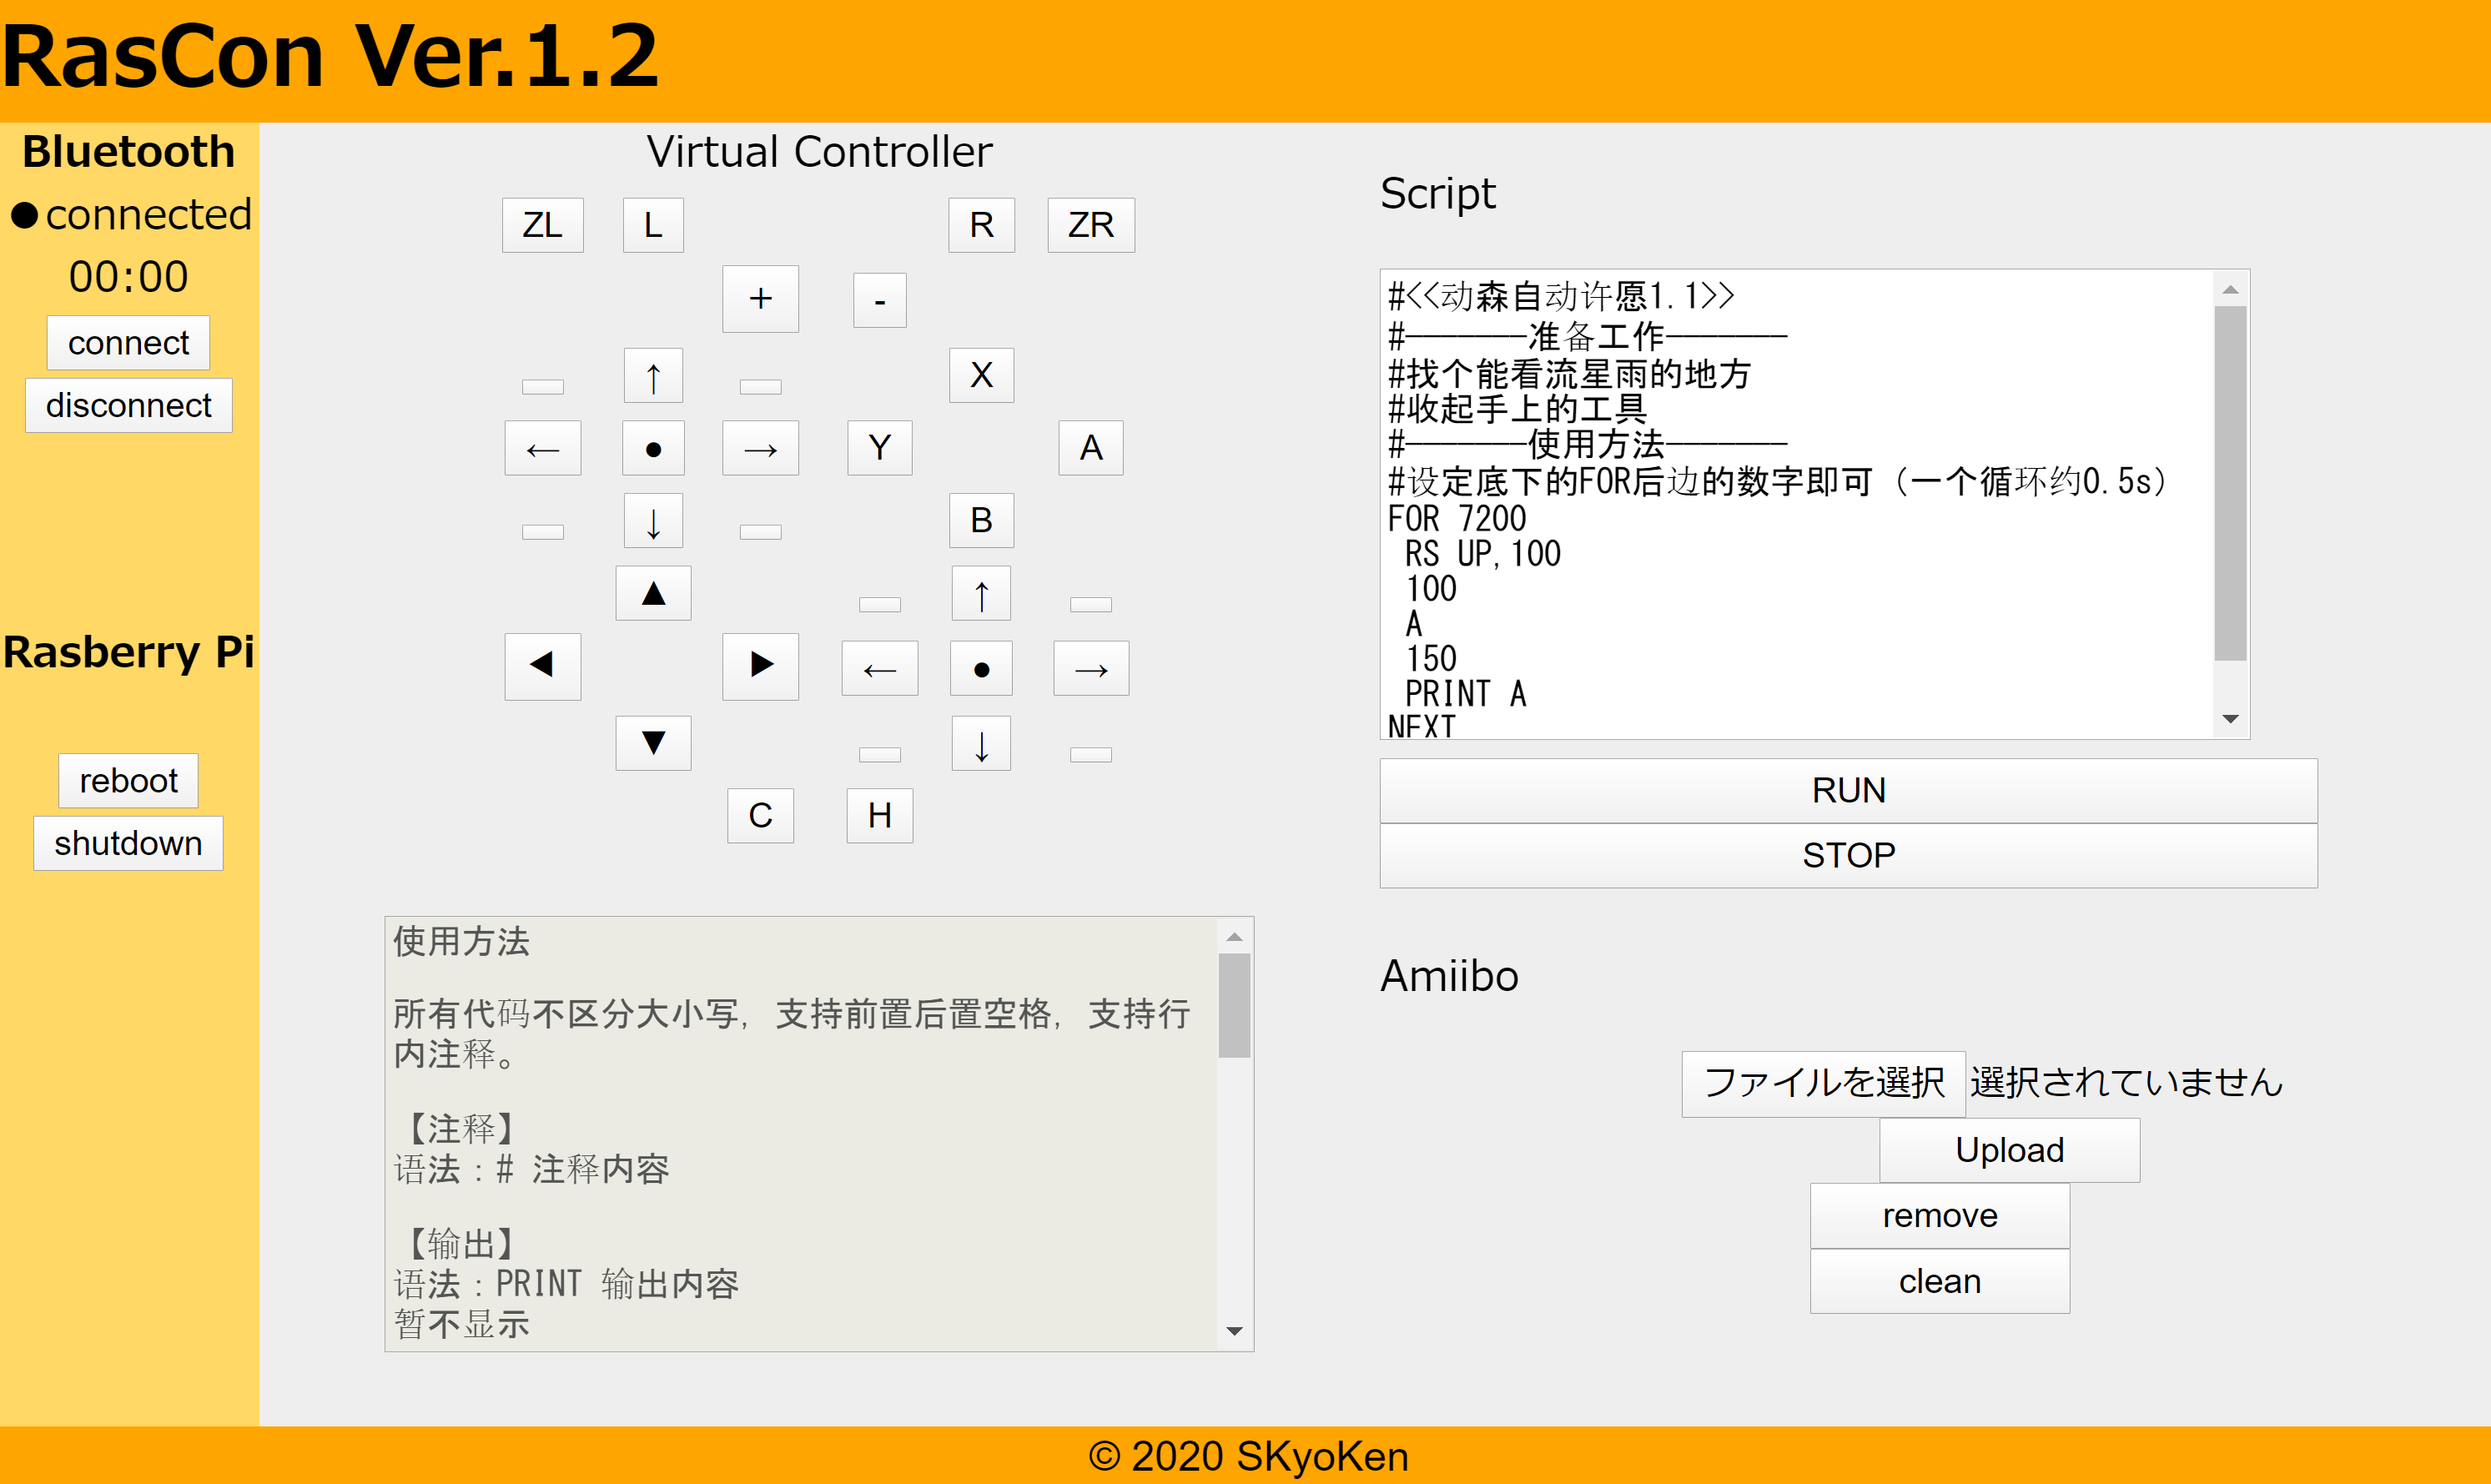 RasCon Ver.1.2
Bluetooth
●connected
00:00
connect
disconnect
Rasberry Pi
reboot
shutdown
Virtual Controller
ZL L R ZR
+ -
↑ X
← ● → Y A
↓ B
▲ ↑
◀ ▶ ← ● →
▼ ↓
C H
使用方法
所有代码不区分大小写, 支持前置后置空格, 支持行
内注释。
【注释】
语法：# 注释内容
【输出】
语法：PRINT 输出内容
暂不显示
Script
#<<动森自动许愿1.1>>
#———————准备工作———————
#找个能看流星雨的地方
#收起手上的工具
#———————使用方法———————
#设定底下的FOR后边的数字即可（一个循环约0.5s）
FOR 7200
RS UP,100
100
A
150
PRINT A
NEXT
RUN
STOP
Amiibo
ファイルを選択 選択されていません
Upload
remove
clean
© 2020 SKyoKen